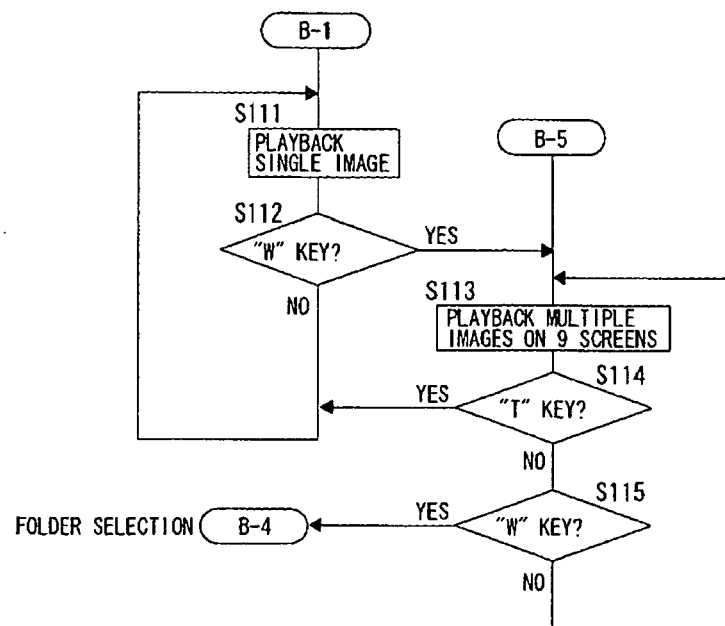 B-1
S111
PLAYBACK
SINGLE IMAGE
B-5
S112
"W" KEY?
YES
NO
S113
PLAYBACK MULTIPLE
IMAGES ON 9 SCREENS
S114
YES
"T" KEY?
NO
S115
FOLDER SELECTION
B-4
YES
"W" KEY?
NO